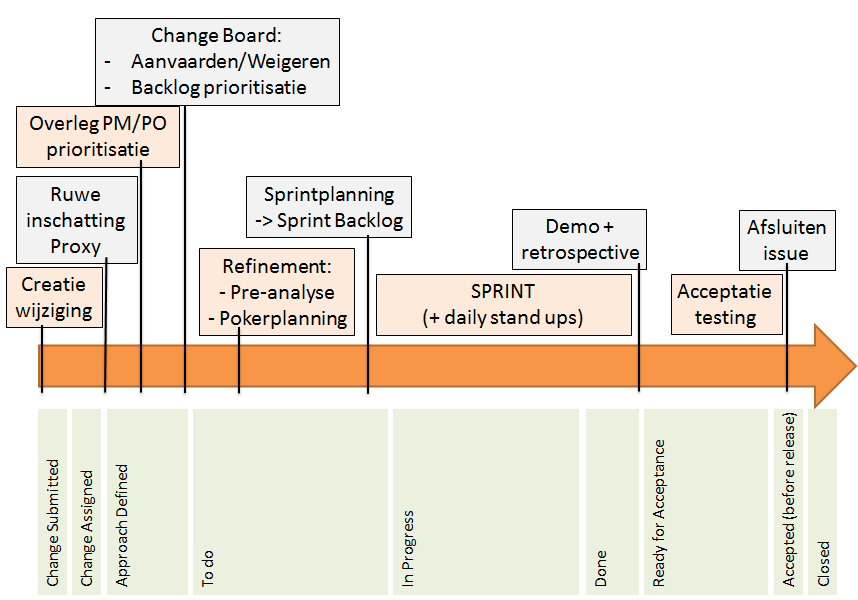 Change Board:
- Aanvaarden/Weigeren
- Backlog prioritisatie
Overleg PM/PO
prioritisatie
Ruwe
inschatting
Proxy
Creatie
wijziging
Sprintplanning
-> Sprint Backlog
Refinement:
- Pre-analyse
- Pokerplanning
SPRINT
(+ daily stand ups)
Demo +
retrospective
Acceptatie
testing
Afsluiten
issue
Change Submitted
Change Assigned
Approach Defined
To do
In Progress
Done
Ready for Acceptance
Accepted (before release)
Closed